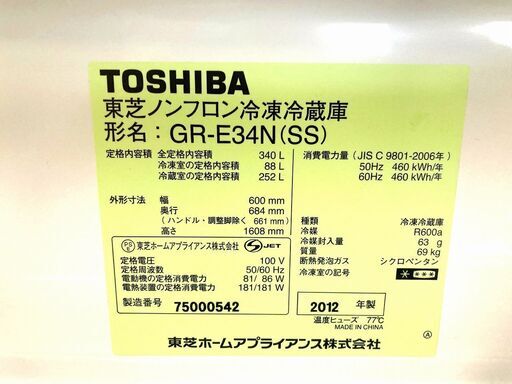 TOSHIBA
東芝ノンフロン冷凍冷蔵庫
形名：GR-E34N(SS)
定格内容積 全定格内容積 340 L
冷凍室の定格内容積 88 L
冷蔵室の定格内容積 252 L
消費電力量 (JIS C 9801-2006年)
50Hz 460 kWh/年
60Hz 460 kWh/年
外形寸法 幅 600 mm
奥行 684 mm
(ハンドル・調整脚除く 661 mm)
高さ 1608 mm
種類 冷凍冷蔵庫
冷媒 R600a
冷媒封入量 63 g
質量 69 kg
断熱発泡ガス シクロペンタン
冷凍室の記号
PSE 東芝ホームアプライアンス株式会社 S JET
定格電圧 100 V
定格周波数 50/60 Hz
電動機の定格消費電力 81/ 86 W
電熱装置の定格消費電力 181/181 W
製造番号 75000542
2012 年製
温度ヒューズ 77℃
MADE IN CHINA
Ⓐ
東芝ホームアプライアンス株式会社